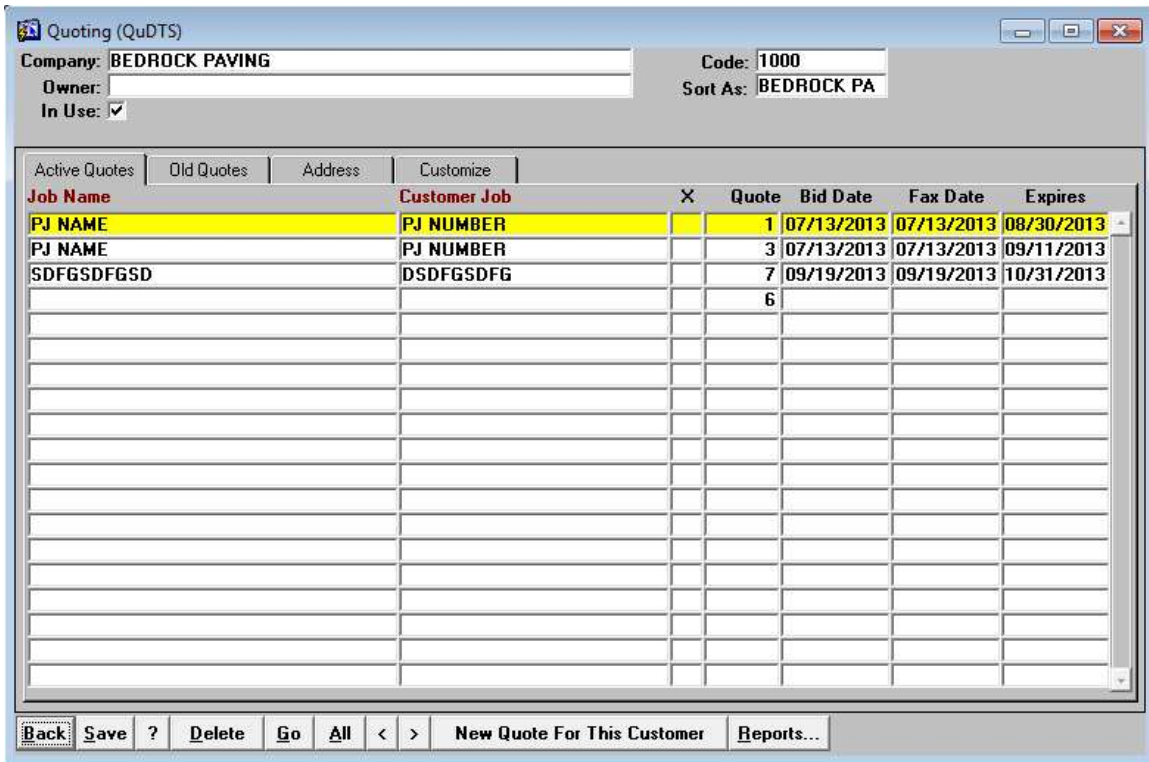 Quoting (QuDTS)
Company: BEDROCK PAVING Code: 1000
Owner: Sort As: BEDROCK PA
In Use:
Active Quotes Old Quotes Address Customize
Job Name Customer Job X Quote Bid Date Fax Date Expires
PJ NAME PJ NUMBER 1 07/13/2013 07/13/2013 08/30/2013
PJ NAME PJ NUMBER 3 07/13/2013 07/13/2013 09/11/2013
SDFGSDFGSD DSDFGSDFG 7 09/19/2013 09/19/2013 10/31/2013
6
Back Save ? Delete Go All < > New Quote For This Customer Reports...